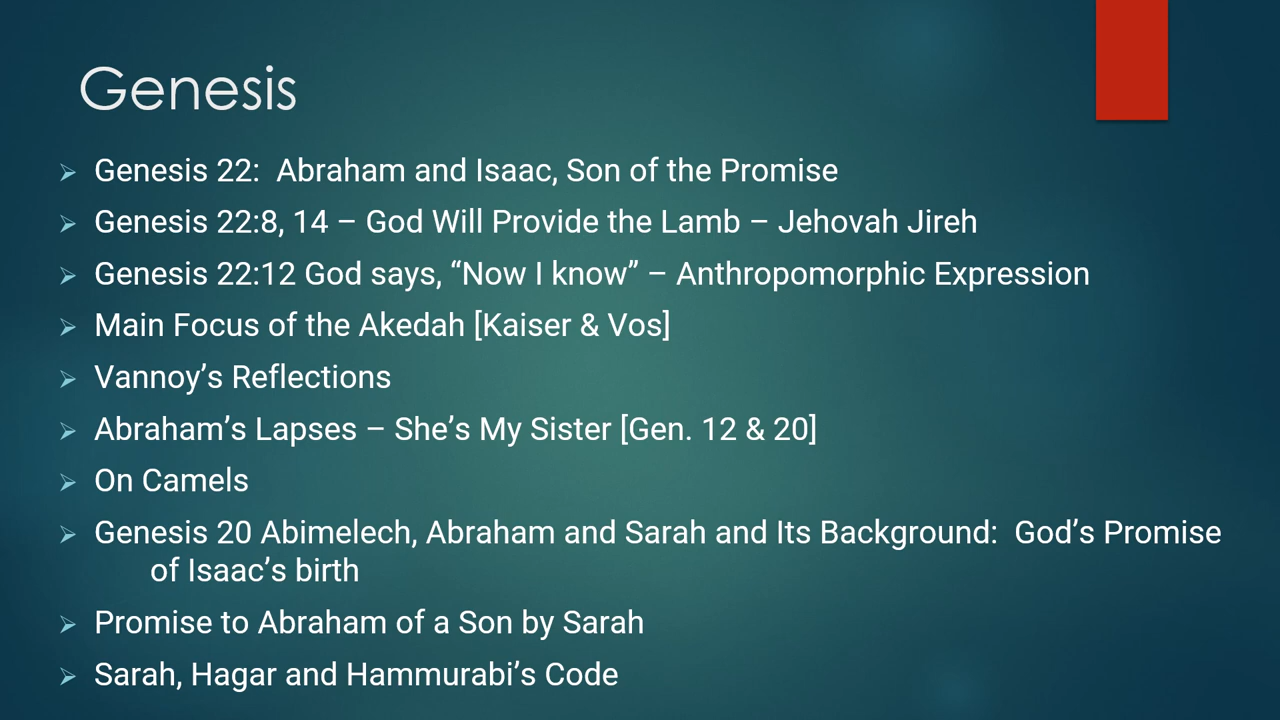 Genesis
Genesis 22:  Abraham and Isaac, Son of the Promise
Genesis 22:8, 14 – God Will Provide the Lamb – Jehovah Jireh
Genesis 22:12 God says, “Now I know” – Anthropomorphic Expression
Main Focus of the Akedah [Kaiser & Vos]
Vannoy’s Reflections
Abraham’s Lapses – She’s My Sister [Gen. 12 & 20]
On Camels
Genesis 20 Abimelech, Abraham and Sarah and Its Background:  God’s Promise
of Isaac’s birth
Promise to Abraham of a Son by Sarah
Sarah, Hagar and Hammurabi’s Code